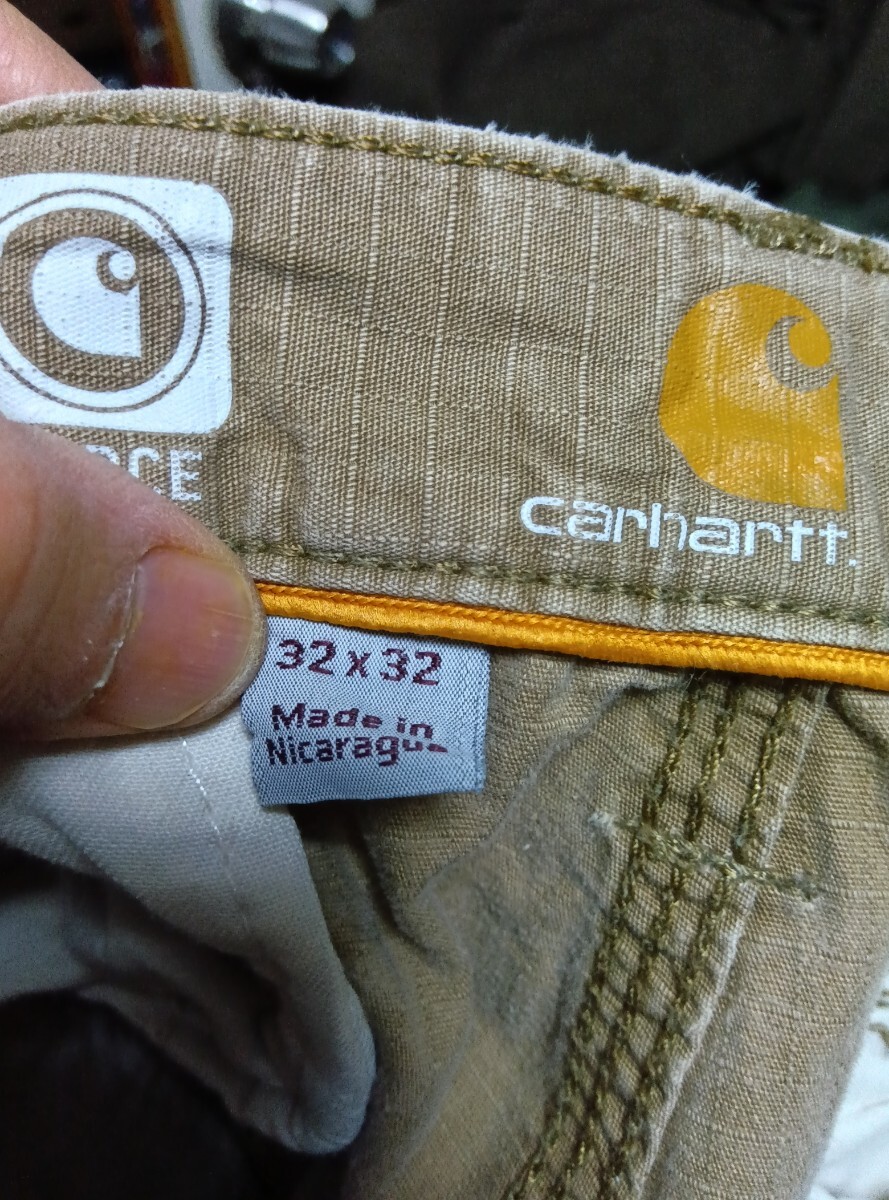 carhartt.
32 x 32
Made in
Nicaragua